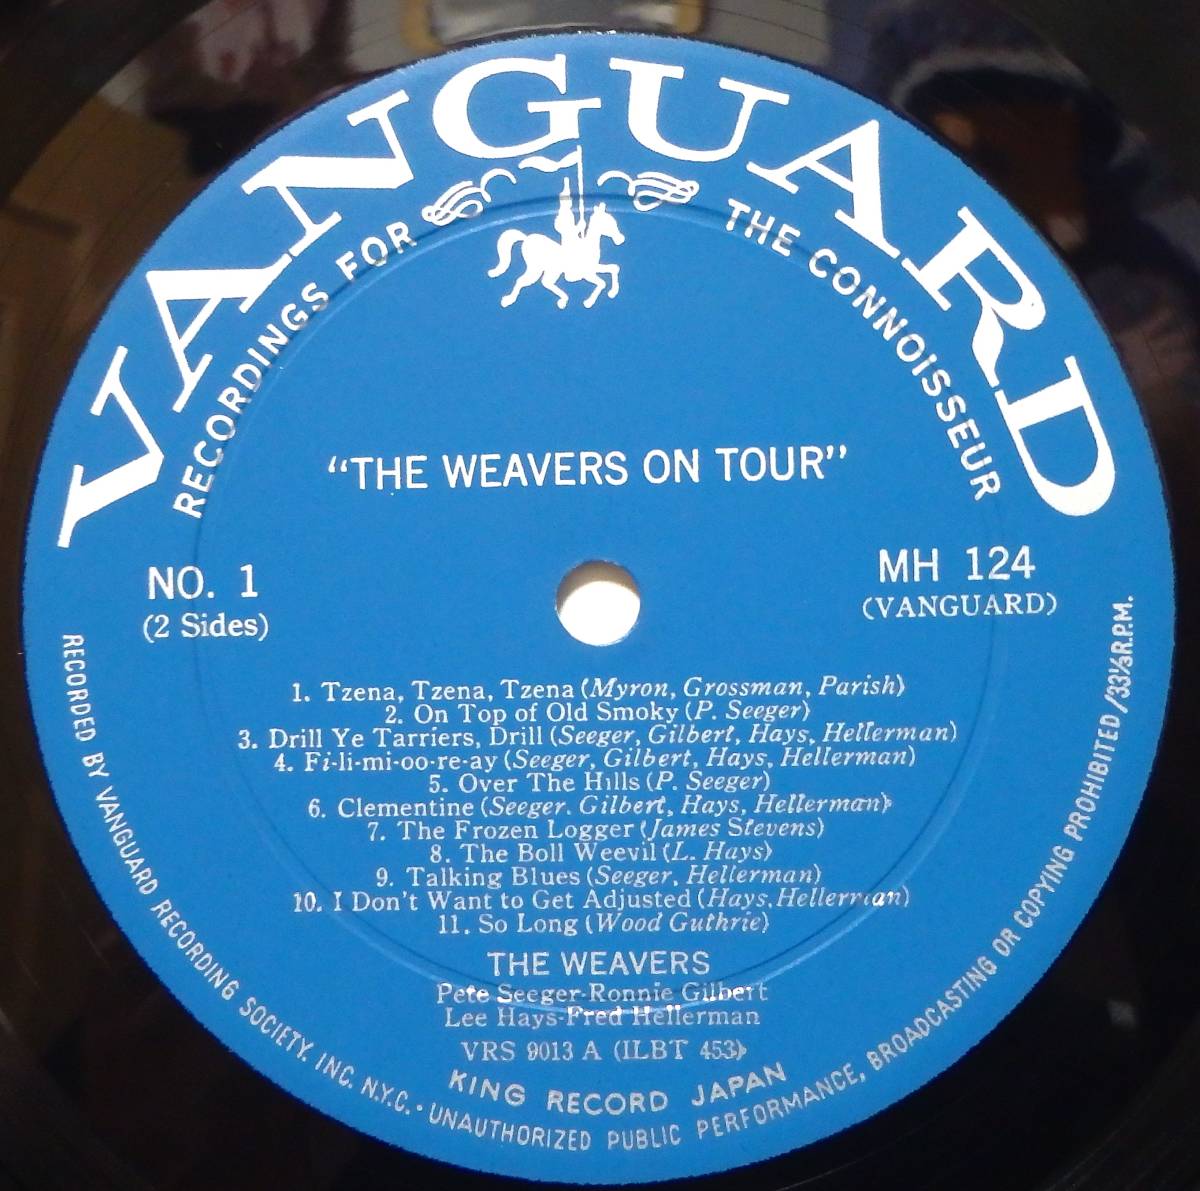 VANGUARD
RECORDINGS FOR THE CONNOiSSEUR
"THE WEAVERS ON TOUR"
NO. 1
(2 Sides)
MH 124
(VANGUARD)
1. Tzena, Tzena, Tzena (Myron, Grossman, Parish)
2. On Top of Old Smoky (P. Seeger)
3. Drill Ye Tarriers, Drill (Seeger, Gilbert, Hays, Hellerman)
4. Fi-li-mi-oo-re-ay (Seeger, Gilbert, Hays, Hellerman)
5. Over The Hills (P. Seeger)
6. Clementine (Seeger. Gilbert, Hays, Hellerman)
7. The Frozen Logger (James Stevens)
8. The Boll Weevil (L. Hays)
9. Talking Blues (Seeger, Hellerman)
10. I Don't Want to Get Adjusted (Hays, Hellerman)
11. So Long (Wood Guthrie)
THE WEAVERS
Pete Seeger-Ronnie Gilbert
Lee Hays-Fred Hellerman
VRS 9013 A (ILBT 453)
KING RECORD JAPAN
RECORDED BY VANGUARD RECORDING SOCIETY, INC. N.Y.C. • UNAUTHORIZED PUBLIC PERFORMANCE, BROADCASTING OR COPYING PROHIBITED / 33⅓ R.P.M.